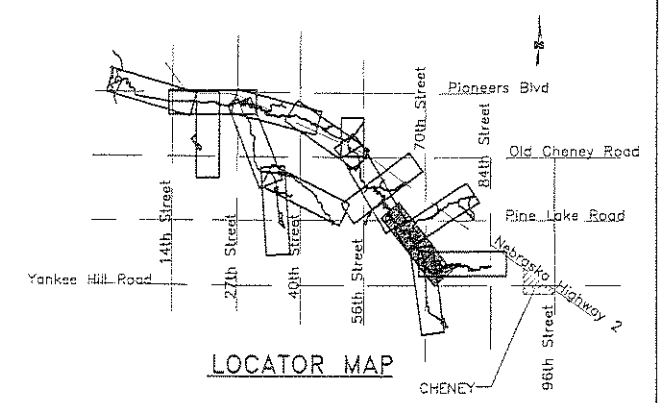 Pioneers Blvd
70th Street
84th Street
Old Cheney Road
14th Street
27th Street
40th Street
56th Street
Pine Lake Road
Nebraska Highway 2
Yankee Hill Road
96th Street
LOCATOR MAP
CHENEY